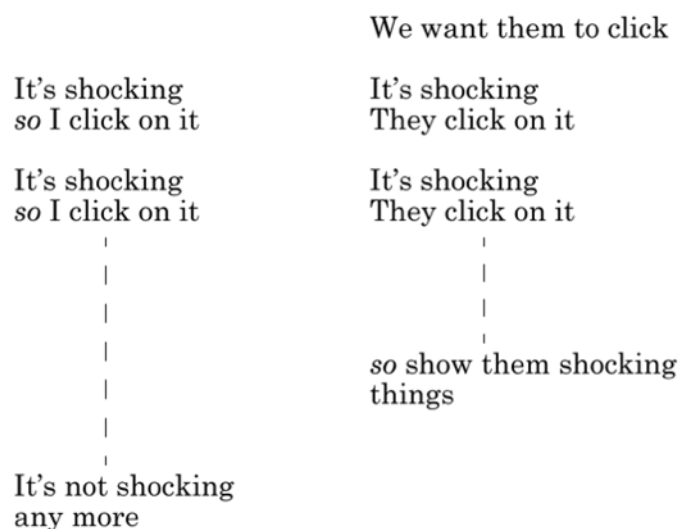 We want them to click
It's shocking
so I click on it
It's shocking
so I click on it
It's not shocking
any more
It's shocking
They click on it
It's shocking
They click on it
so show them shocking
things